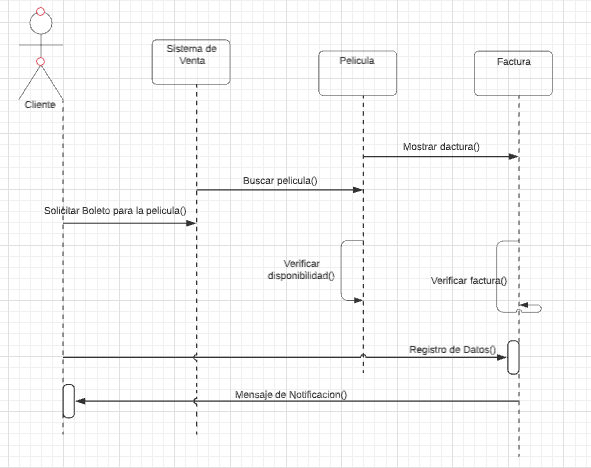 Sistema de
Venta
Pelicula
Factura
Cliente
Mostrar dactura()
Buscar pelicula()
Solicitar Boleto para la pelicula()
Verificar
disponibilidad()
Verificar factura()
Registro de Datos()
Mensaje de Notificacion()